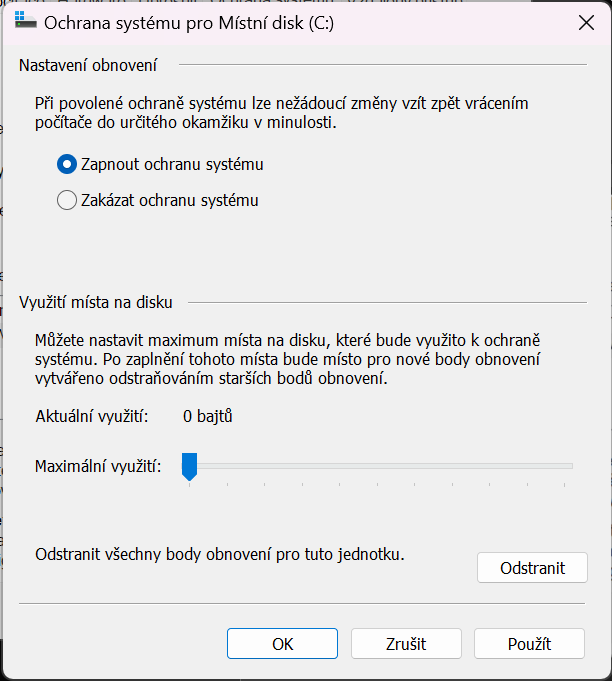 Ochrana systému pro Místní disk (C:)
Nastavení obnovení
Při povolené ochraně systému lze nežádoucí změny vzít zpět vrácením
počítače do určitého okamžiku v minulosti.
Zapnout ochranu systému
Zakázat ochranu systému
Využití místa na disku
Můžete nastavit maximum místa na disku, které bude využito k ochraně
systému. Po zaplnění tohoto místa bude místo pro nové body obnovení
vytvářeno odstraňováním starších bodů obnovení.
Aktuální využití: 0 bajtů
Maximální využití:
Odstranit všechny body obnovení pro tuto jednotku.
Odstranit
OK Zrušit Použít